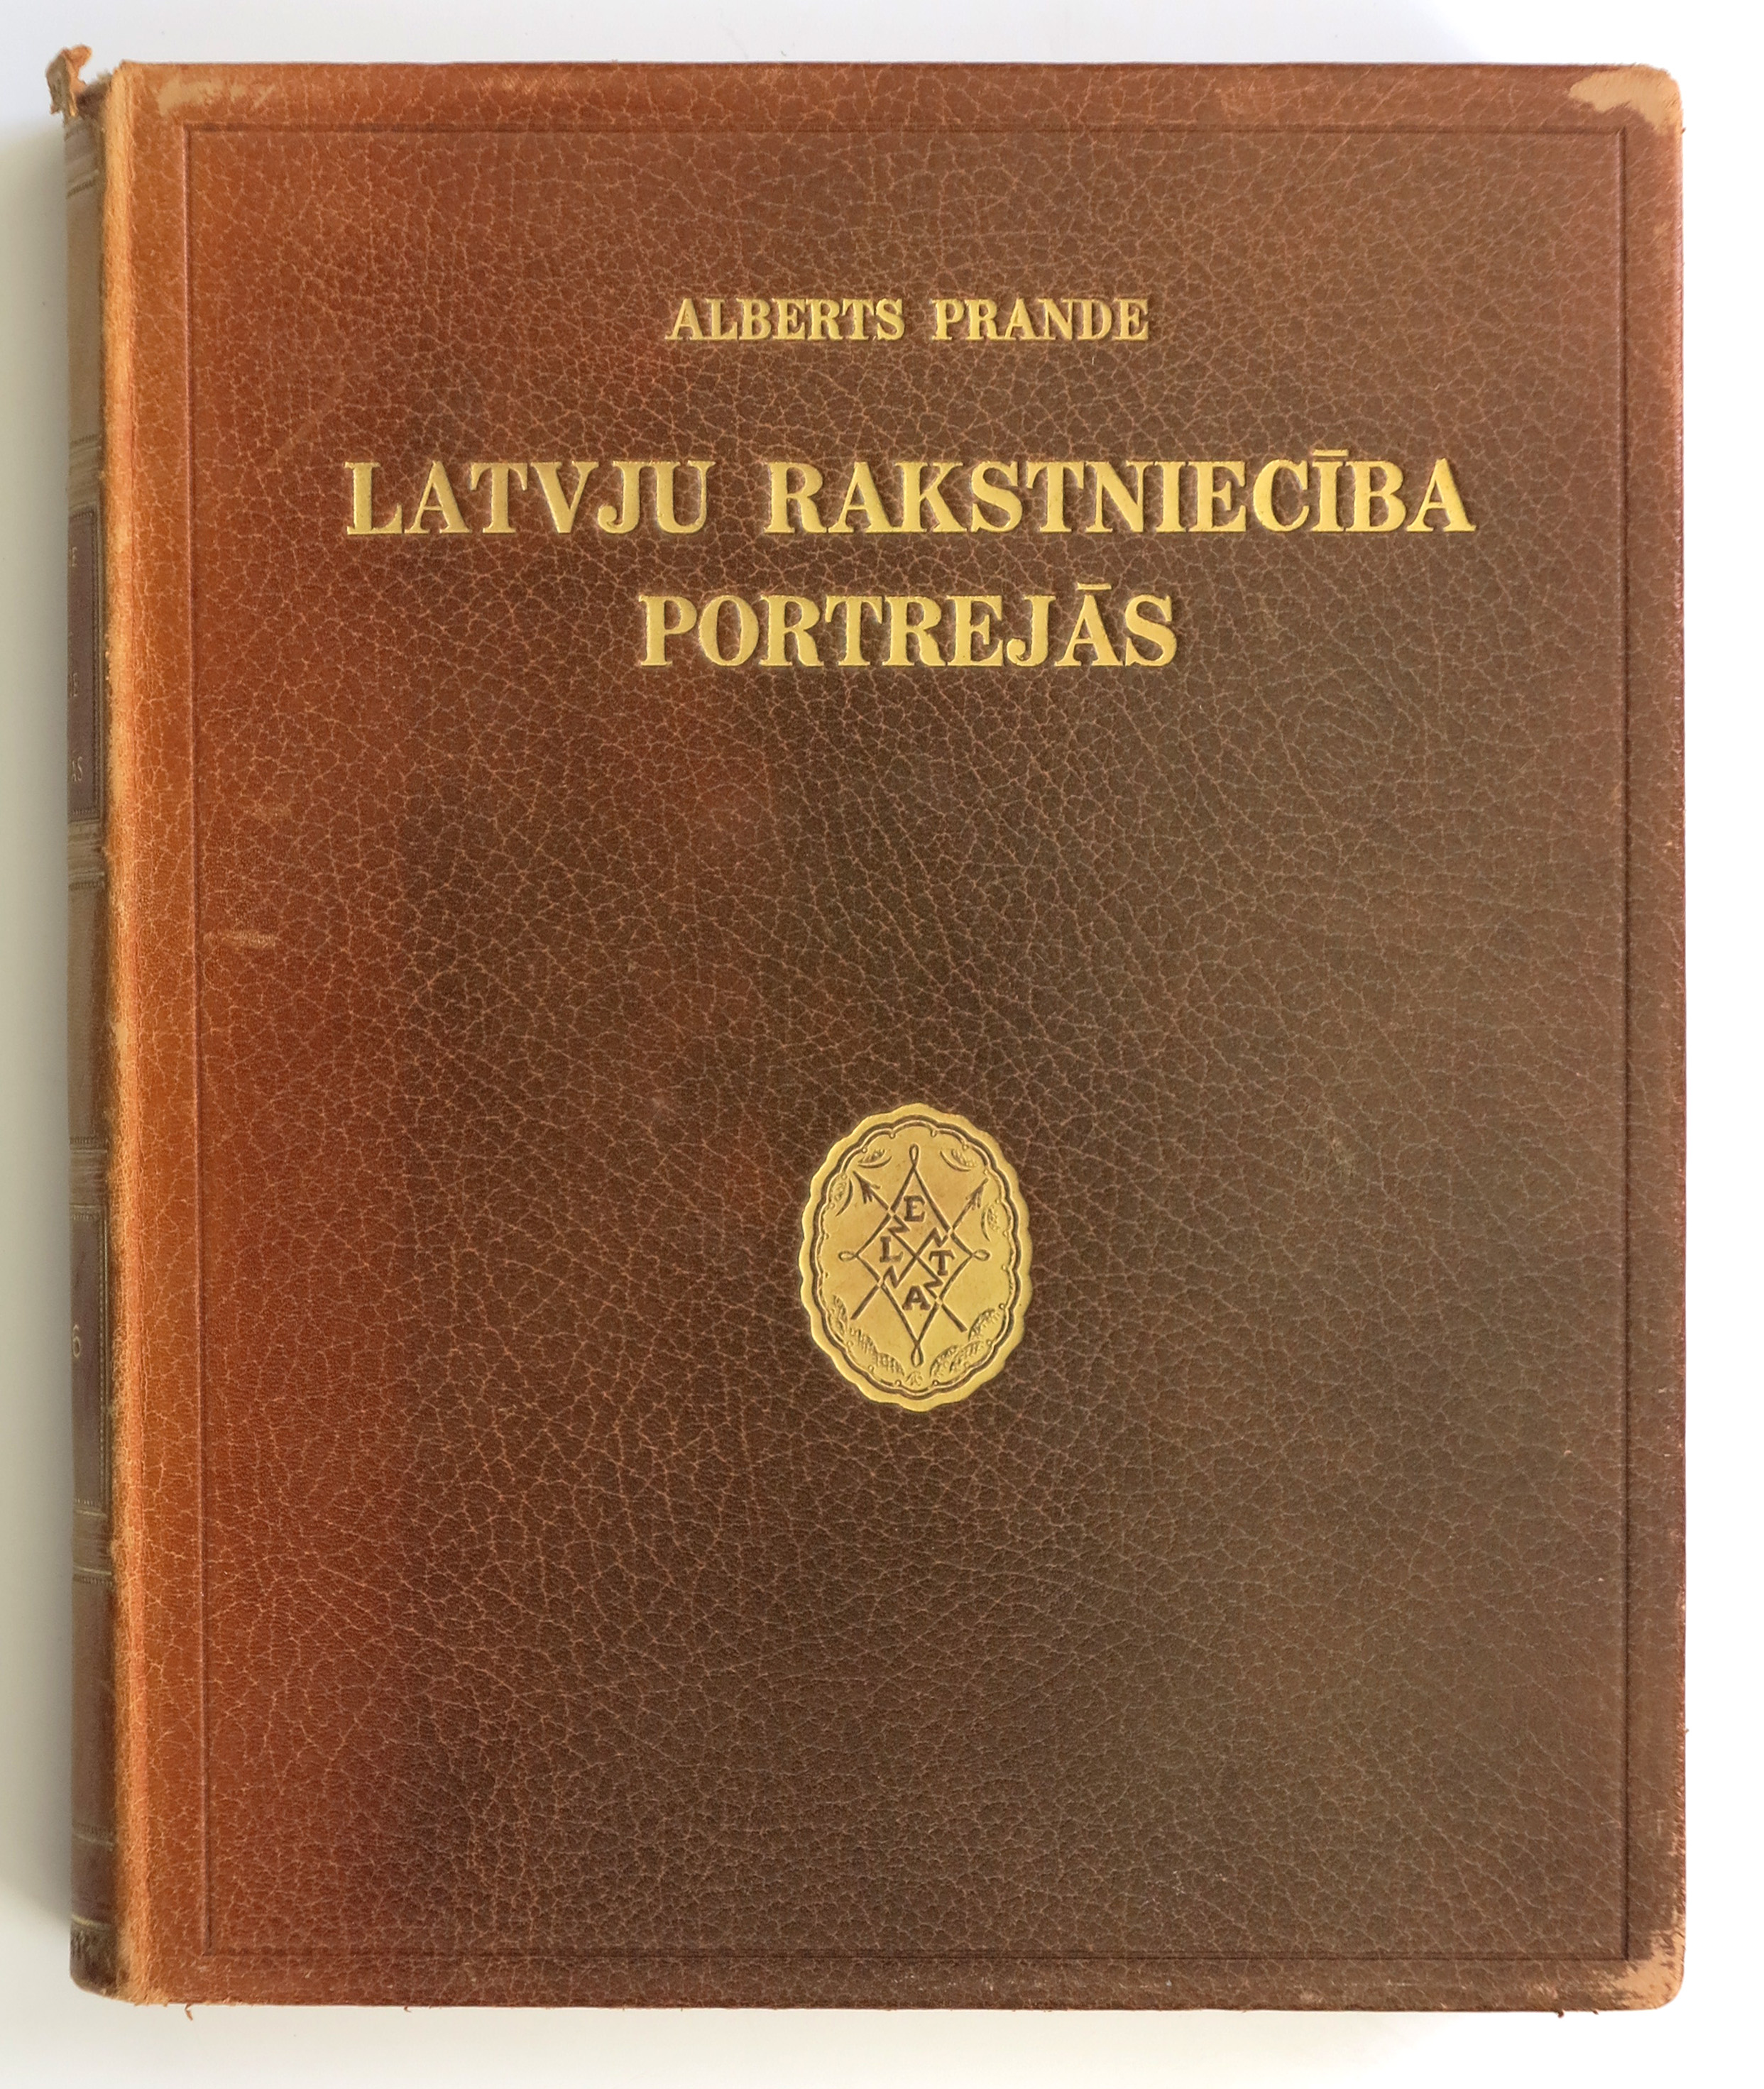 ALBERTS PRANDE
LATVJU RAKSTNIECĪBA
PORTREJĀS
E
L T
A